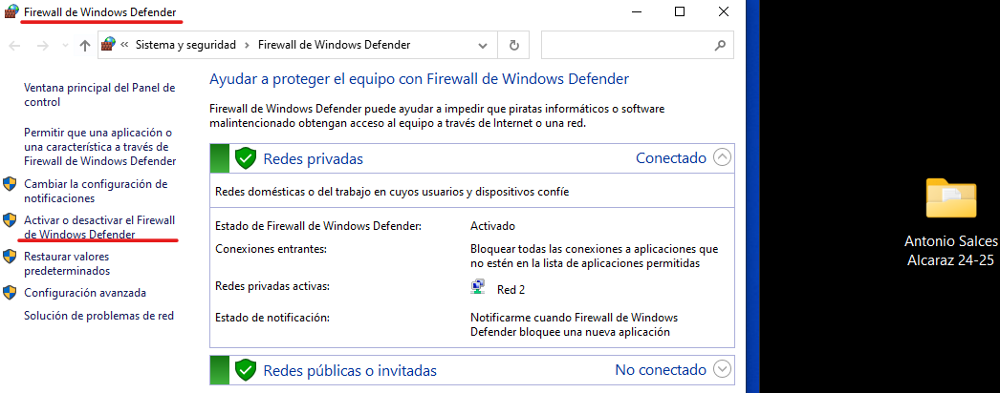 Firewall de Windows Defender
« Sistema y seguridad > Firewall de Windows Defender
Ventana principal del Panel de
control
Permitir que una aplicación o
una característica a través de
Firewall de Windows Defender
Cambiar la configuración de
notificaciones
Activar o desactivar el Firewall
de Windows Defender
Restaurar valores
predeterminados
Configuración avanzada
Solución de problemas de red
Ayudar a proteger el equipo con Firewall de Windows Defender
Firewall de Windows Defender puede ayudar a impedir que piratas informáticos o software
malintencionado obtengan acceso al equipo a través de Internet o una red.
Redes privadas Conectado
Redes domésticas o del trabajo en cuyos usuarios y dispositivos confíe
Estado de Firewall de Windows Defender: Activado
Conexiones entrantes: Bloquear todas las conexiones a aplicaciones que
no estén en la lista de aplicaciones permitidas
Redes privadas activas: Red 2
Estado de notificación: Notificarme cuando Firewall de Windows
Defender bloquee una nueva aplicación
Redes públicas o invitadas No conectado
Antonio Salces
Alcaraz 24-25